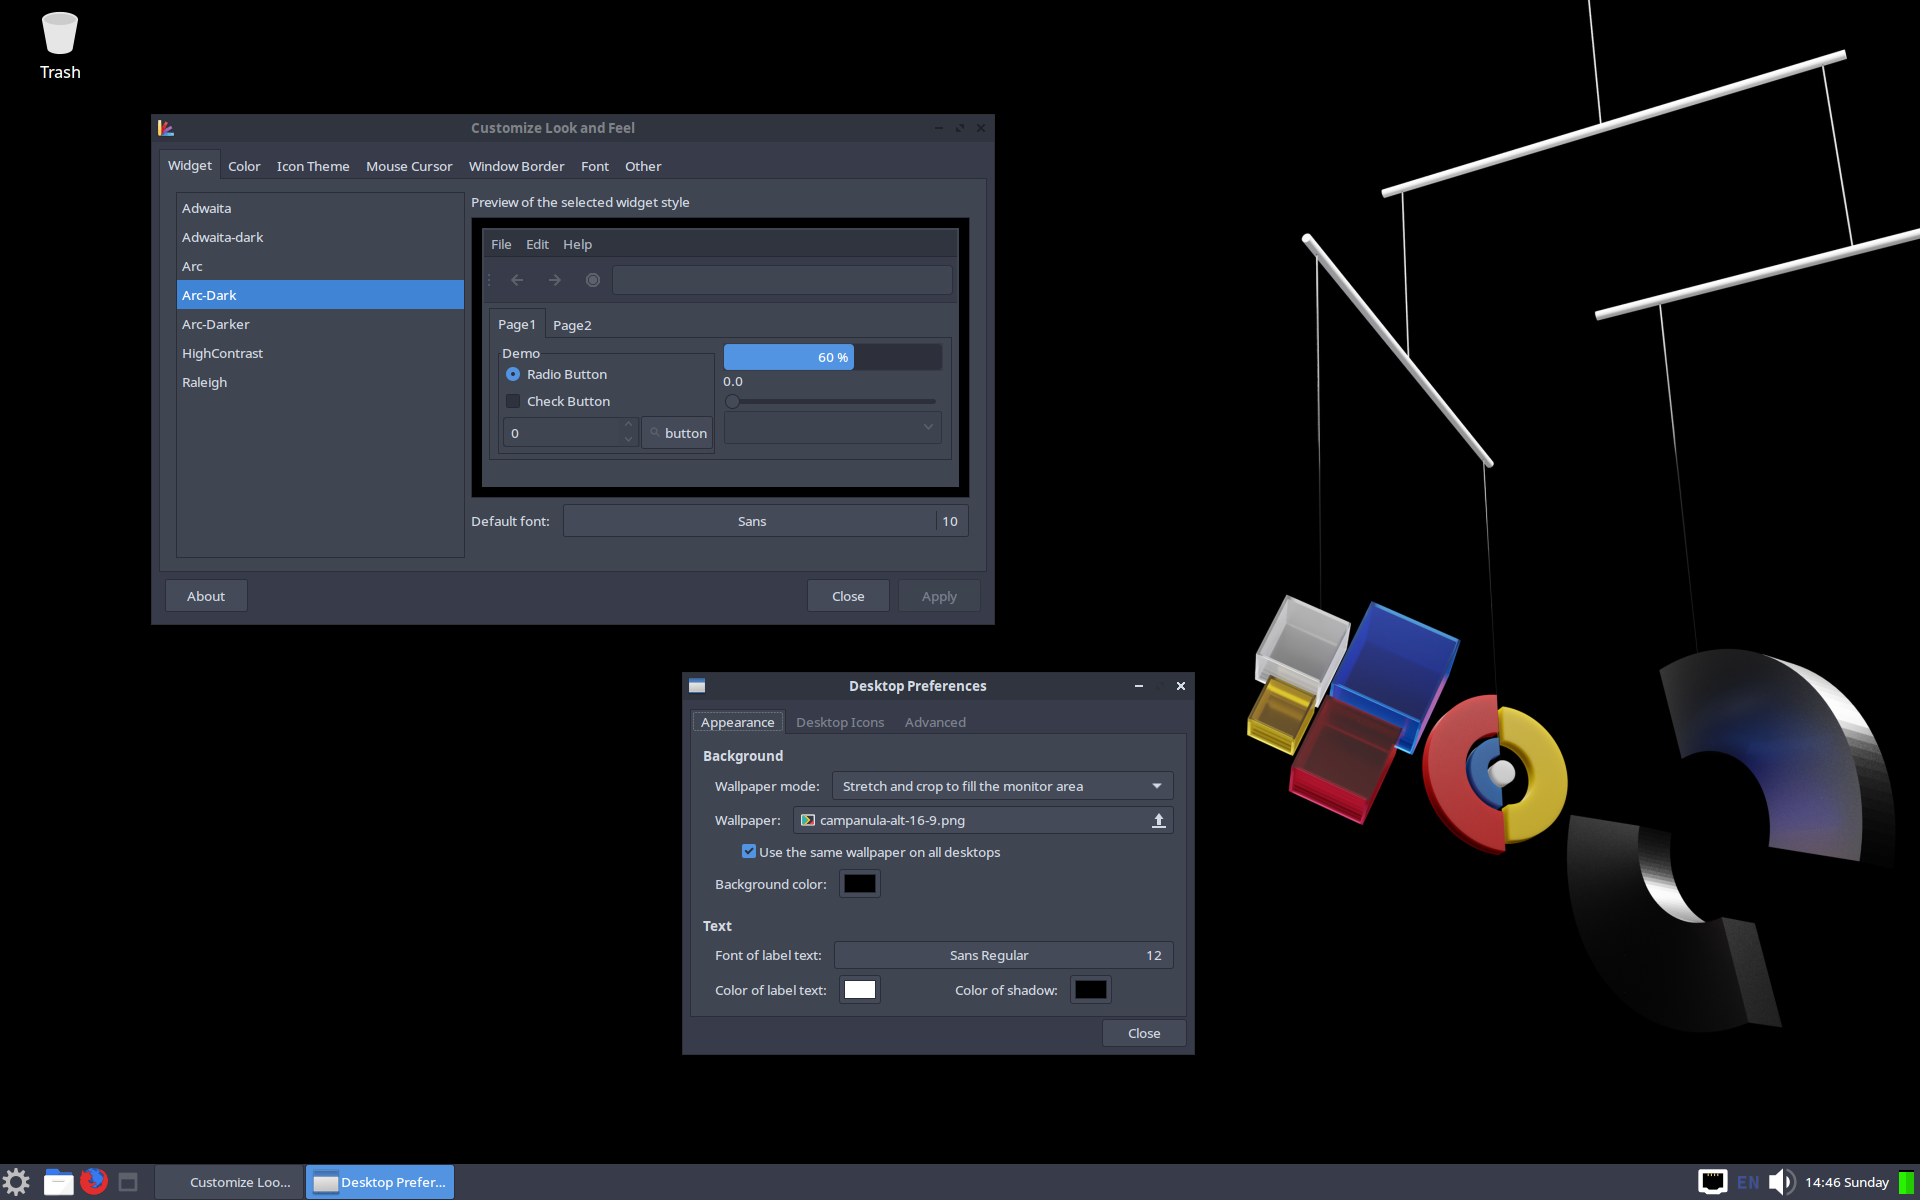 Trash
Customize Look and Feel
Widget Color Icon Theme Mouse Cursor Window Border Font Other
Adwaita
Adwaita-dark
Arc
Arc-Dark
Arc-Darker
HighContrast
Raleigh
Preview of the selected widget style
File Edit Help
Page1 Page2
Demo
Radio Button
Check Button
0
button
60 %
0.0
Default font: Sans 10
About Close Apply
Desktop Preferences
Appearance Desktop Icons Advanced
Background
Wallpaper mode: Stretch and crop to fill the monitor area
Wallpaper: campanula-alt-16-9.png
Use the same wallpaper on all desktops
Background color:
Text
Font of label text: Sans Regular 12
Color of label text: Color of shadow:
Close
Customize Loo... Desktop Prefer... EN 14:46 Sunday